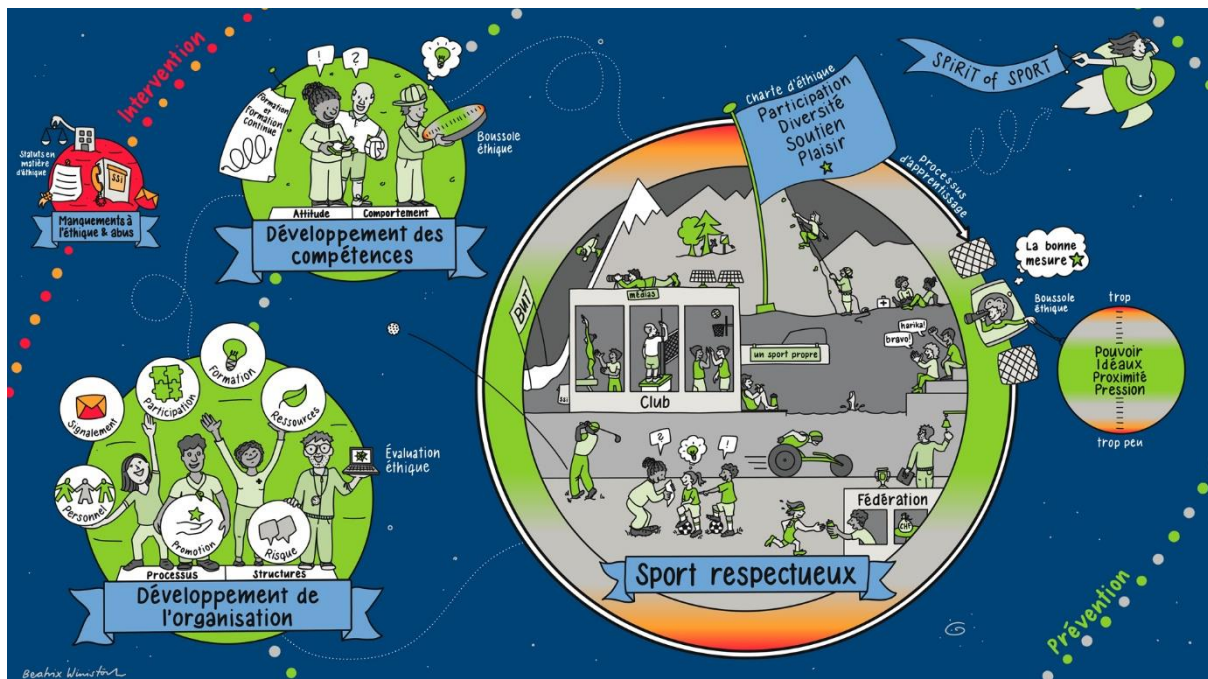 Intervention
Statuts en
matière
d'éthique
SSi
Manquements à
l'éthique & abus
Formation
et
Formation
continue
!
?
Boussole
éthique
Attitude
Comportement
Développement des
compétences
Signalement
Participation
Formation
Ressources
Personnel
Promotion
Risque
Évaluation
éthique
Processus
Structures
Développement de
l'organisation
Charte d'éthique
Participation
Diversité
Soutien
Plaisir
SPiRiT of SPORT
processus
d'apprentissage
La bonne
mesure
Boussole
éthique
trop
Pouvoir
Idéaux
Proximité
Pression
trop peu
médias
Club
SSi
un sport propre
harika!
bravo!
?
!
Fédération
CHF
Sport respectueux
Prévention